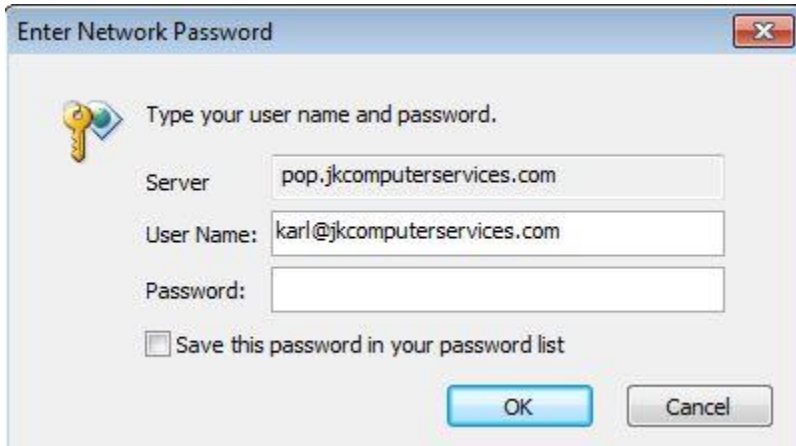 Enter Network Password
Type your user name and password.
Server pop.jkcomputerservices.com
User Name: karl@jkcomputerservices.com
Password:
Save this password in your password list
OK Cancel